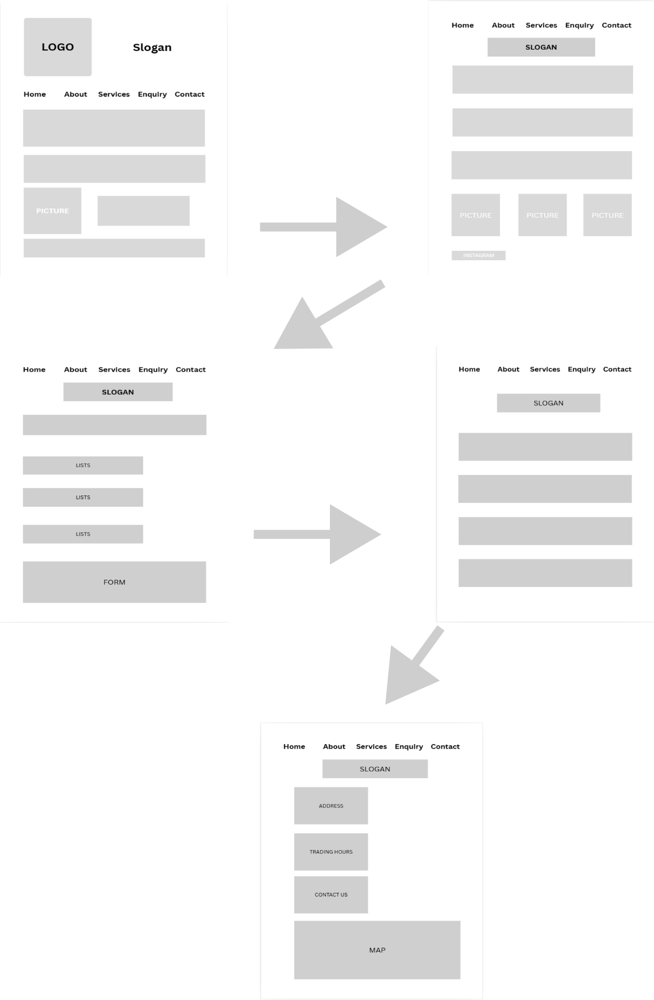 LOGO
Slogan
Home About Services Enquiry Contact
PICTURE
Home About Services Enquiry Contact
SLOGAN
PICTURE PICTURE PICTURE
INSTAGRAM
Home About Services Enquiry Contact
SLOGAN
LISTS
LISTS
LISTS
FORM
Home About Services Enquiry Contact
SLOGAN
Home About Services Enquiry Contact
SLOGAN
ADDRESS
TRADING HOURS
CONTACT US
MAP